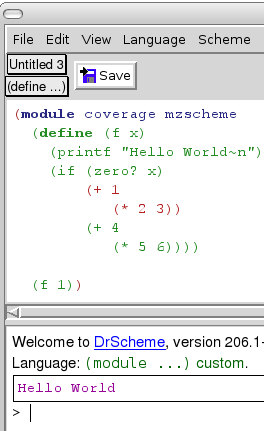 File Edit View Language Scheme
Untitled 3
(define ...) Save
(module coverage mzscheme
(define (f x)
(printf "Hello World~n")
(if (zero? x)
(+ 1
(* 2 3))
(+ 4
(* 5 6))))
(f 1))
Welcome to DrScheme, version 206.1-
Language: (module ...) custom.
Hello World
>